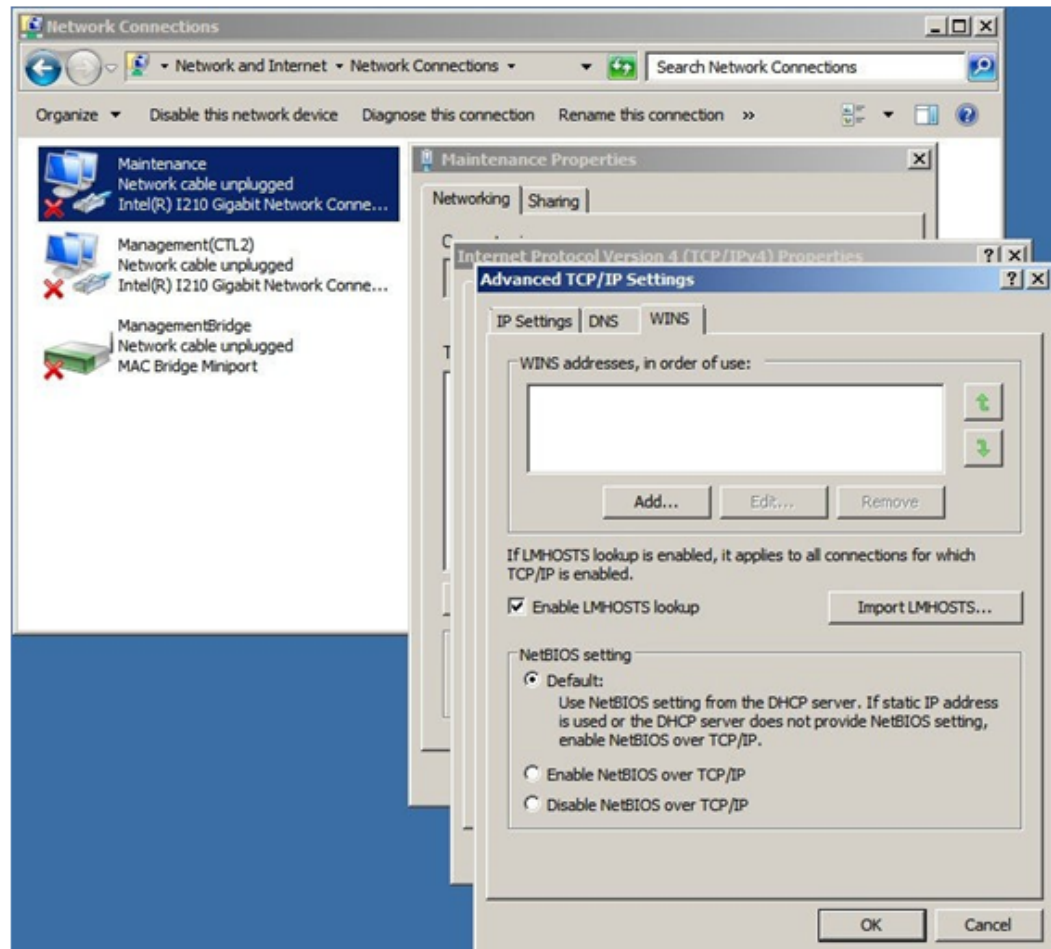 Network Connections
Network and Internet Network Connections
Search Network Connections
Organize Disable this network device Diagnose this connection Rename this connection »
Maintenance
Network cable unplugged
Intel(R) I210 Gigabit Network Conne...
Management(CTL2)
Network cable unplugged
Intel(R) I210 Gigabit Network Conne...
ManagementBridge
Network cable unplugged
MAC Bridge Miniport
Maintenance Properties
Networking Sharing
Internet Protocol Version 4 (TCP/IPv4) Properties
Advanced TCP/IP Settings
IP Settings DNS WINS
WINS addresses, in order of use:
Add... Edit... Remove
If LMHOSTS lookup is enabled, it applies to all connections for which
TCP/IP is enabled.
Enable LMHOSTS lookup Import LMHOSTS...
NetBIOS setting
Default:
Use NetBIOS setting from the DHCP server. If static IP address
is used or the DHCP server does not provide NetBIOS setting,
enable NetBIOS over TCP/IP.
Enable NetBIOS over TCP/IP
Disable NetBIOS over TCP/IP
OK Cancel